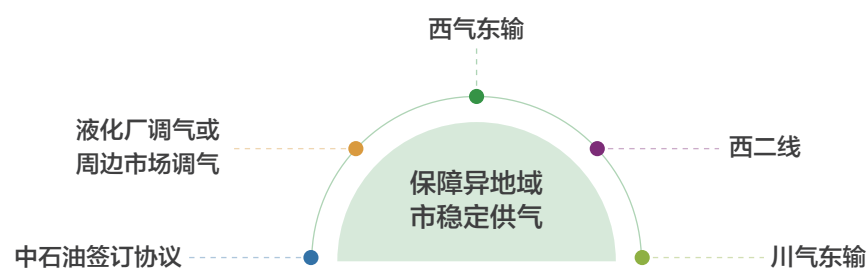 西气东输
液化厂调气或
周边市场调气
西二线
保障异地域
市稳定供气
中石油签订协议
川气东输